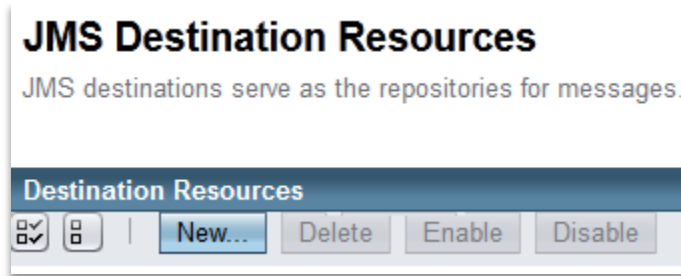 JMS Destination Resources
JMS destinations serve as the repositories for messages.
Destination Resources
New... Delete Enable Disable